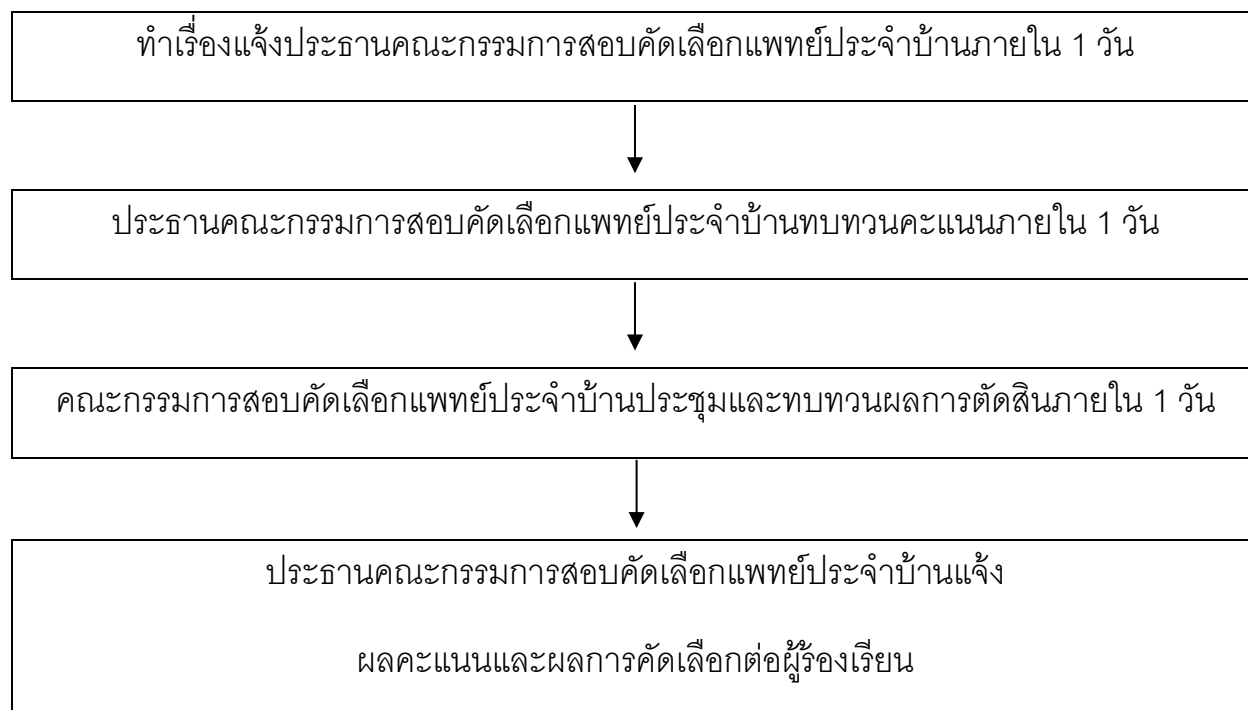 ทำเรื่องแจ้งประธานคณะกรรมการสอบคัดเลือกแพทย์ประจำบ้านภายใน 1 วัน
ประธานคณะกรรมการสอบคัดเลือกแพทย์ประจำบ้านทบทวนคะแนนภายใน 1 วัน
คณะกรรมการสอบคัดเลือกแพทย์ประจำบ้านประชุมและทบทวนผลการตัดสินภายใน 1 วัน
ประธานคณะกรรมการสอบคัดเลือกแพทย์ประจำบ้านแจ้ง
ผลคะแนนและผลการคัดเลือกต่อผู้ร้องเรียน